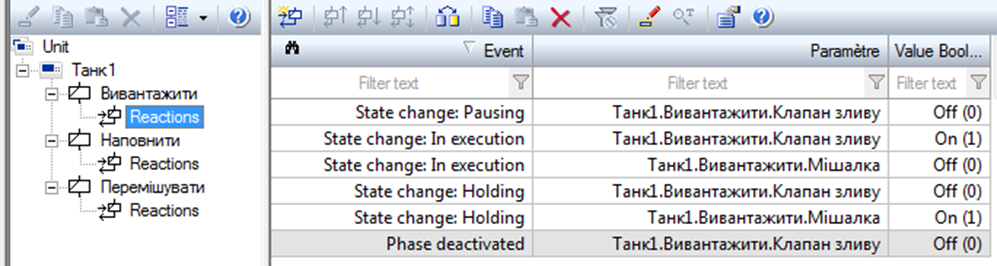 Unit
Танк1
Вивантажити
Reactions
Наповнити
Reactions
Перемішувати
Reactions
Event Paramètre Value Bool...
Filter text Filter text Filter text
State change: Pausing Танк1.Вивантажити.Клапан зливу Off (0)
State change: In execution Танк1.Вивантажити.Клапан зливу On (1)
State change: In execution Танк1.Вивантажити.Мішалка Off (0)
State change: Holding Танк1.Вивантажити.Клапан зливу Off (0)
State change: Holding Танк1.Вивантажити.Мішалка On (1)
Phase deactivated Танк1.Вивантажити.Клапан зливу Off (0)